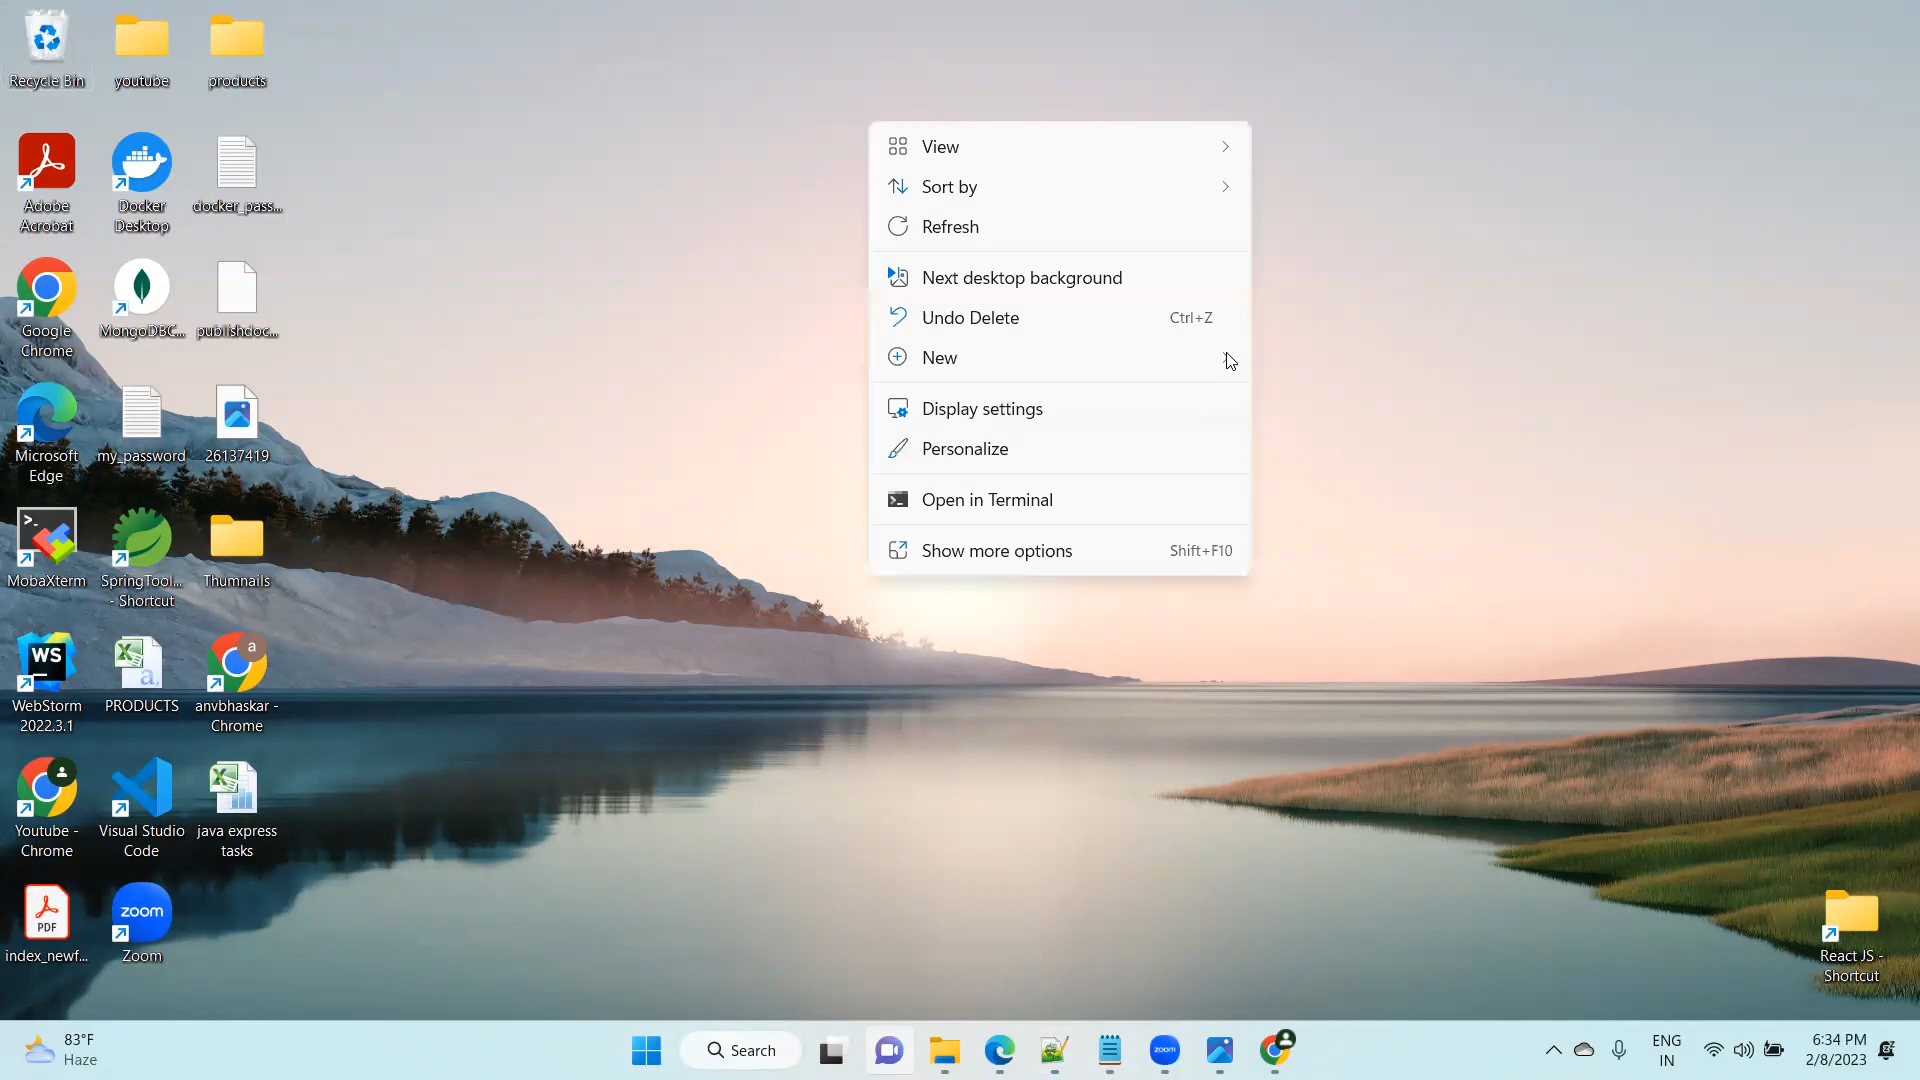 Recycle Bin
youtube
products
Adobe
Acrobat
Docker
Desktop
docker_pass...
Google
Chrome
MongoDBC...
publishdoc...
Microsoft
Edge
my_password
26137419
MobaXterm
SpringTool...
- Shortcut
Thumnails
WS
WebStorm
2022.3.1
PRODUCTS
a
anvbhaskar -
Chrome
Youtube -
Chrome
Visual Studio
Code
java express
tasks
PDF
index_newf...
zoom
Zoom
View
Sort by
Refresh
Next desktop background
Undo Delete Ctrl+Z
New
Display settings
Personalize
Open in Terminal
Show more options Shift+F10
React JS -
Shortcut
83°F
Haze
Search
zoom
ENG
IN
6:34 PM
2/8/2023